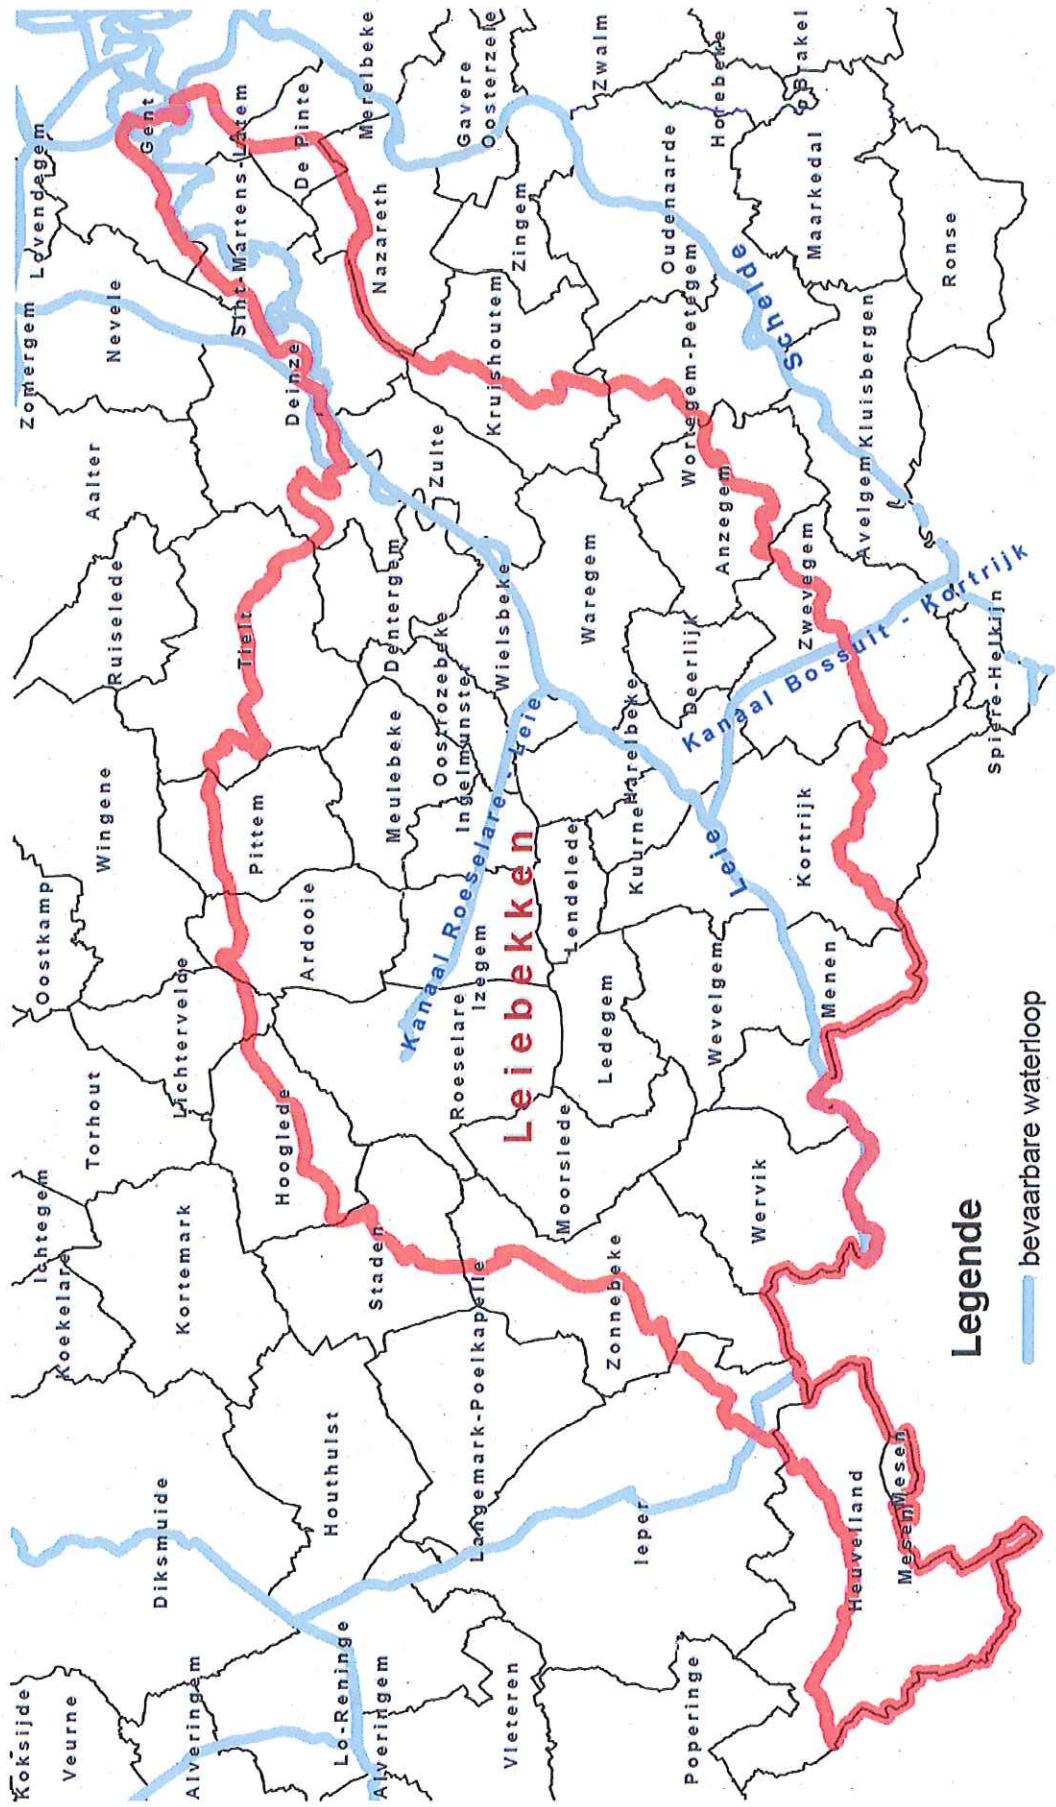 Koksijde
Veurne
Alveringem
Lo-Reninge
Alveringem
Vleteren
Poperinge
Diksmuide
Houthulst
Langemark-Poelkapelle
Ieper
Heuvelland
Mesen
Mesen
Koekelare
Ichtegem
Kortemark
Staden
Zonnebeke
Torhout
Hooglede
Moorslede
Wervik
Oostkamp
Lichtervelde
Ardooie
Roeselare
Izegem
Ledegem
Wevelgem
Menen
Wingene
Pittem
Meulebeke
Kanaal Roeselare - Leie
Leiebekken
Lendelede
Kuurne
Harelbeke
Leie
Kortrijk
Ruiselede
Tielt
Dentergem
Oostrozebeke
Ingelmunster
Wielsbeke
Waregem
Deerlijk
Zwevegem
Kanaal Bossuit - Kortrijk
Spiere-Helkijn
Aalter
Zulte
Anzegem
Avelgem
Zomergem
Lovendegem
Nevele
Deinze
Kruishoutem
Wortegem-Petegem
Kluisbergen
Schelde
Gent
Sint-Martens-Latem
De Pinte
Nazareth
Merelbeke
Gavere
Oosterzele
Zingem
Oudenaarde
Zwalm
Horebeke
Brakel
Maarkedal
Ronse
Legende
bevaarbare waterloop